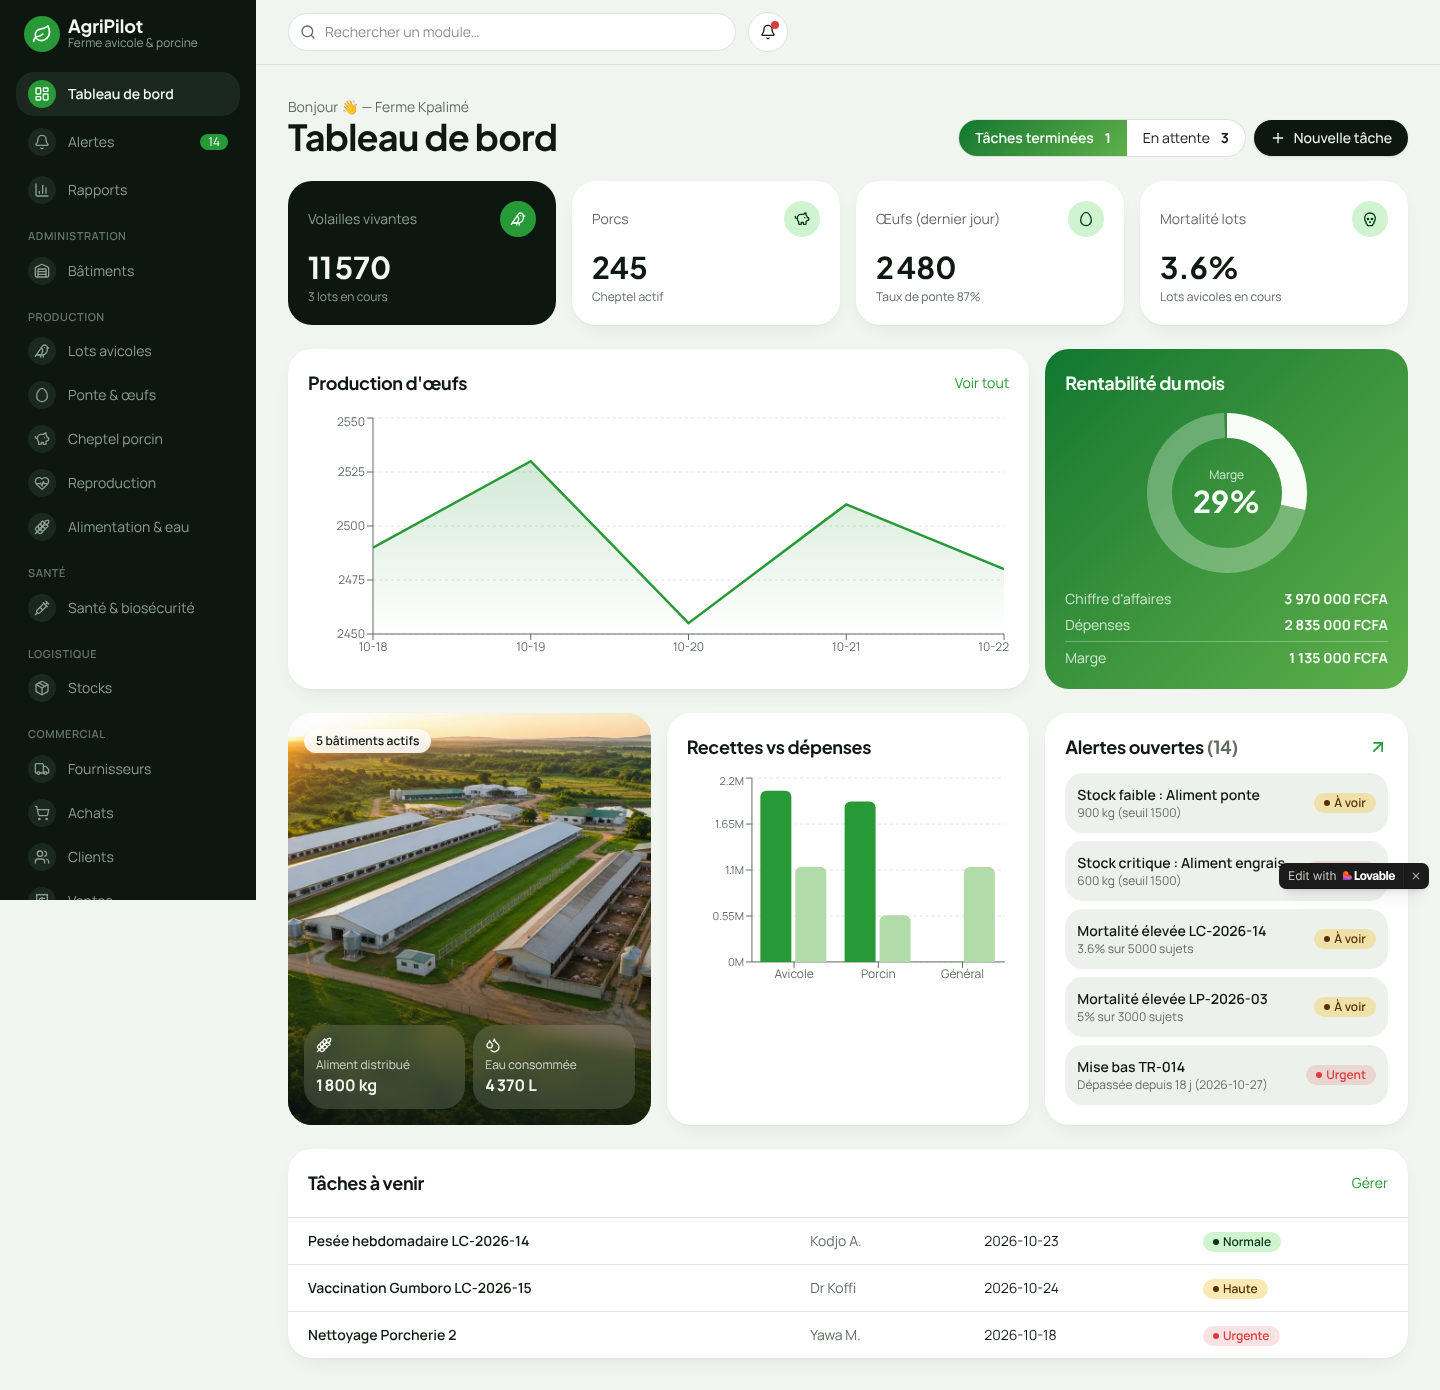 AgriPilot
Ferme avicole & porcine
Tableau de bord
Alertes 14
Rapports
ADMINISTRATION
Bâtiments
PRODUCTION
Lots avicoles
Ponte & œufs
Cheptel porcin
Reproduction
Alimentation & eau
SANTÉ
Santé & biosécurité
LOGISTIQUE
Stocks
COMMERCIAL
Fournisseurs
Achats
Clients
Ventes
Rechercher un module...
Bonjour 👋 — Ferme Kpalimé
Tableau de bord
Tâches terminées 1
En attente 3
Nouvelle tâche
Volailles vivantes
11 570
3 lots en cours
Porcs
245
Cheptel actif
Œufs (dernier jour)
2 480
Taux de ponte 87%
Mortalité lots
3.6%
Lots avicoles en cours
Production d'œufs
Voir tout
2550
2525
2500
2475
2450
10-18 10-19 10-20 10-21 10-22
Rentabilité du mois
Marge
29%
Chiffre d'affaires 3 970 000 FCFA
Dépenses 2 835 000 FCFA
Marge 1 135 000 FCFA
5 bâtiments actifs
Aliment distribué
1 800 kg
Eau consommée
4 370 L
Recettes vs dépenses
2.2M
1.65M
1.1M
0.55M
0M
Avicole Porcin Général
Alertes ouvertes (14)
Stock faible : Aliment ponte
900 kg (seuil 1500)
À voir
Stock critique : Aliment engrais
600 kg (seuil 1500)
Edit with Lovable ×
Mortalité élevée LC-2026-14
3.6% sur 5000 sujets
À voir
Mortalité élevée LP-2026-03
5% sur 3000 sujets
À voir
Mise bas TR-014
Dépassée depuis 18 j (2026-10-27)
Urgent
Tâches à venir
Gérer
Pesée hebdomadaire LC-2026-14 Kodjo A. 2026-10-23 Normale
Vaccination Gumboro LC-2026-15 Dr Koffi 2026-10-24 Haute
Nettoyage Porcherie 2 Yawa M. 2026-10-18 Urgente